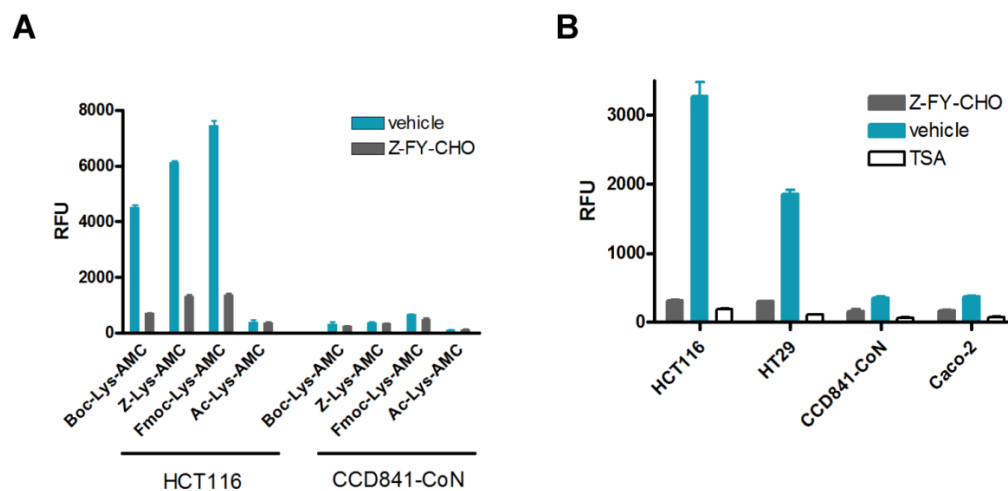 A
RFU
8000
6000
4000
2000
0
vehicle
Z-FY-CHO
Boc-Lys-AMC
Z-Lys-AMC
Fmoc-Lys-AMC
Ac-Lys-AMC
Boc-Lys-AMC
Z-Lys-AMC
Fmoc-Lys-AMC
Ac-Lys-AMC
HCT116
CCD841-CoN
B
RFU
3000
2000
1000
0
Z-FY-CHO
vehicle
TSA
HCT116
HT29
CCD841-CoN
Caco-2